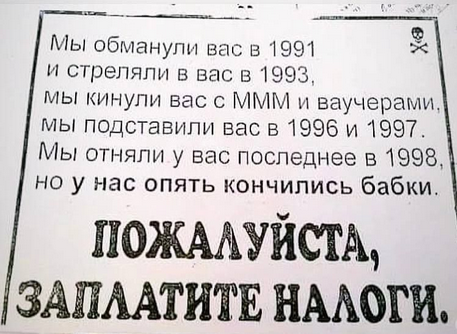 Мы обманули вас в 1991
и стреляли в вас в 1993,
мы кинули вас с МММ и ваучерами,
мы подставили вас в 1996 и 1997.
Мы отняли у вас последнее в 1998,
но у нас опять кончились бабки.
ПОЖАЛУЙСТА,
ЗАПЛАТИТЕ НАЛОГИ.